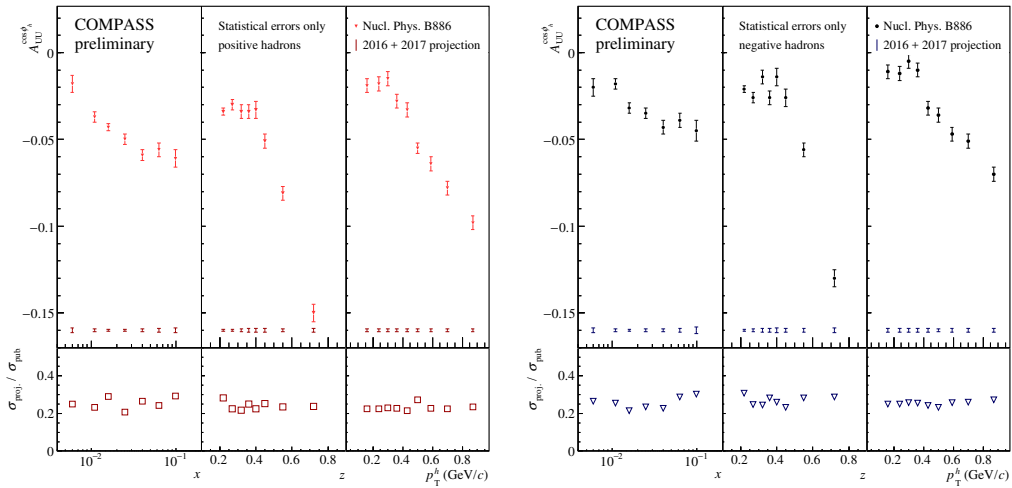 COMPASS
preliminary
Statistical errors only
positive hadrons
Nucl. Phys. B886
2016 + 2017 projection
A_UU^cos ϕ_h
0
−0.05
−0.1
−0.15
σ_proj. / σ_pub
0.4
0.2
0
10^−2
10^−1
x
0.2 0.4 0.6 0.8
z
0.2 0.4 0.6 0.8
p_T^h (GeV/c)
COMPASS
preliminary
Statistical errors only
negative hadrons
Nucl. Phys. B886
2016 + 2017 projection
A_UU^cos ϕ_h
0
−0.05
−0.1
−0.15
σ_proj. / σ_pub
0.4
0.2
0
10^−2
10^−1
x
0.2 0.4 0.6 0.8
z
0.2 0.4 0.6 0.8
p_T^h (GeV/c)